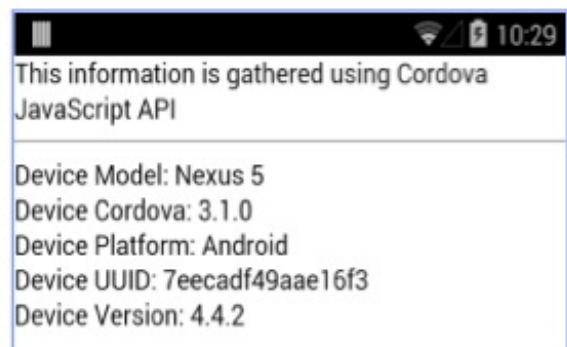 10:29
This information is gathered using Cordova
JavaScript API
Device Model: Nexus 5
Device Cordova: 3.1.0
Device Platform: Android
Device UUID: 7eecadf49aae16f3
Device Version: 4.4.2